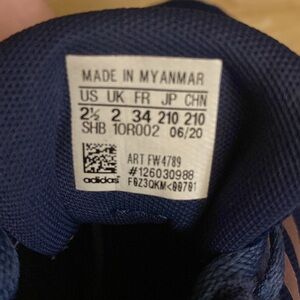 MADE IN MYANMAR
US UK FR JP CHN
2½ 2 34 210 210
SHB 10R002 06/20
ART FW4789
#126030988
adidas